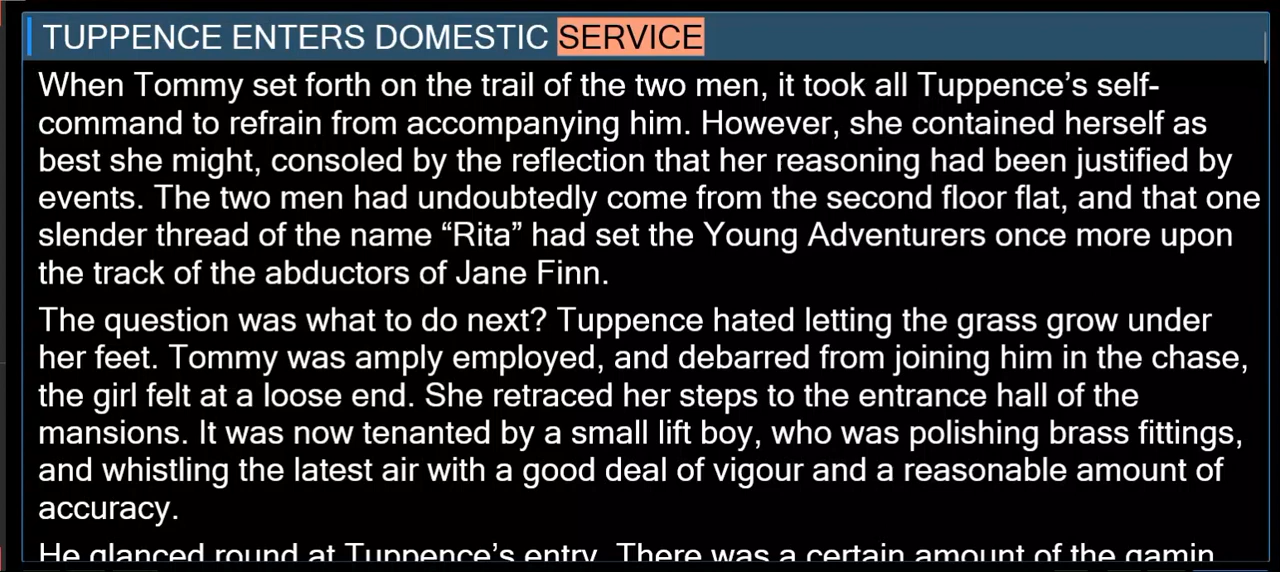 TUPPENCE ENTERS DOMESTIC SERVICE
When Tommy set forth on the trail of the two men, it took all Tuppence’s self-
command to refrain from accompanying him. However, she contained herself as
best she might, consoled by the reflection that her reasoning had been justified by
events. The two men had undoubtedly come from the second floor flat, and that one
slender thread of the name “Rita” had set the Young Adventurers once more upon
the track of the abductors of Jane Finn.
The question was what to do next? Tuppence hated letting the grass grow under
her feet. Tommy was amply employed, and debarred from joining him in the chase,
the girl felt at a loose end. She retraced her steps to the entrance hall of the
mansions. It was now tenanted by a small lift boy, who was polishing brass fittings,
and whistling the latest air with a good deal of vigour and a reasonable amount of
accuracy.
He glanced round at Tuppence’s entry. There was a certain amount of the gamin